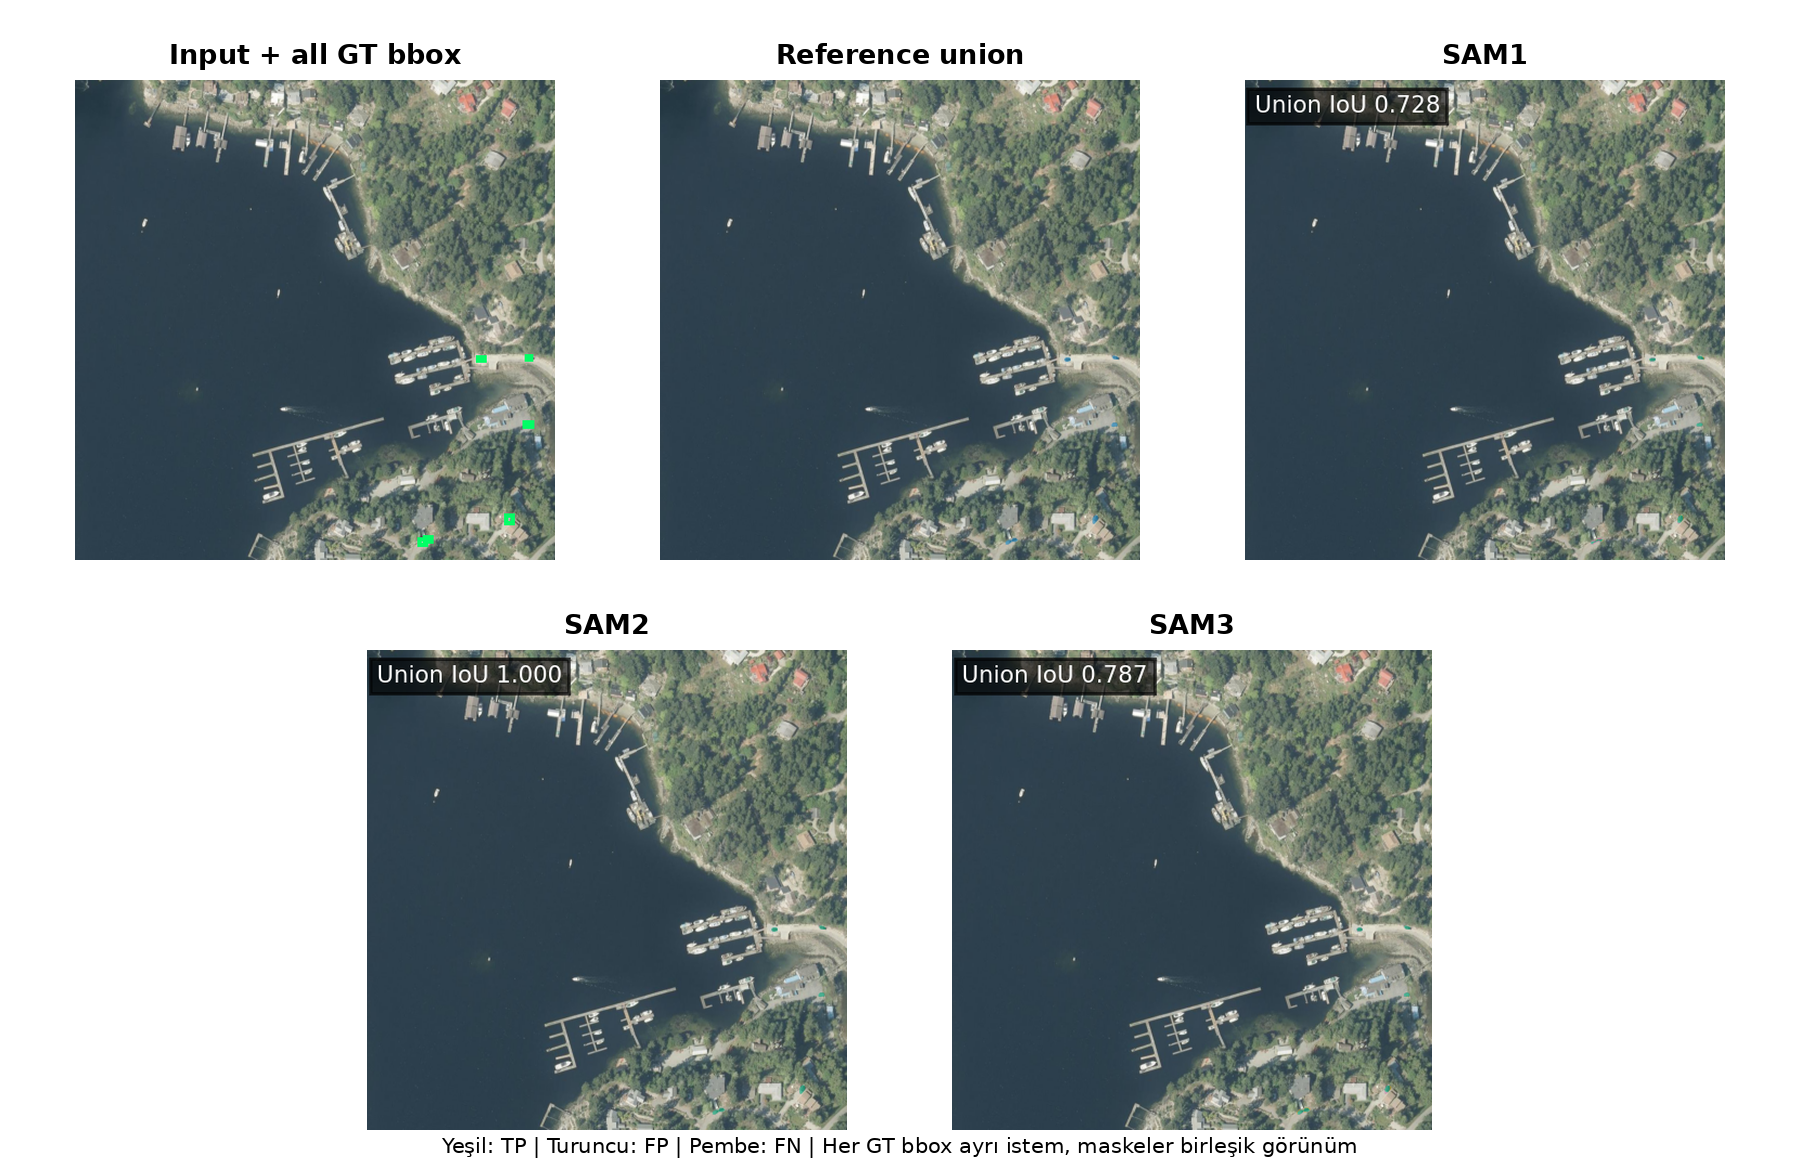 Input + all GT bbox
Reference union
SAM1
Union IoU 0.728
SAM2
SAM3
Union IoU 1.000
Union IoU 0.787
Yeşil: TP | Turuncu: FP | Pembe: FN | Her GT bbox ayrı istem, maskeler birleşik görünüm